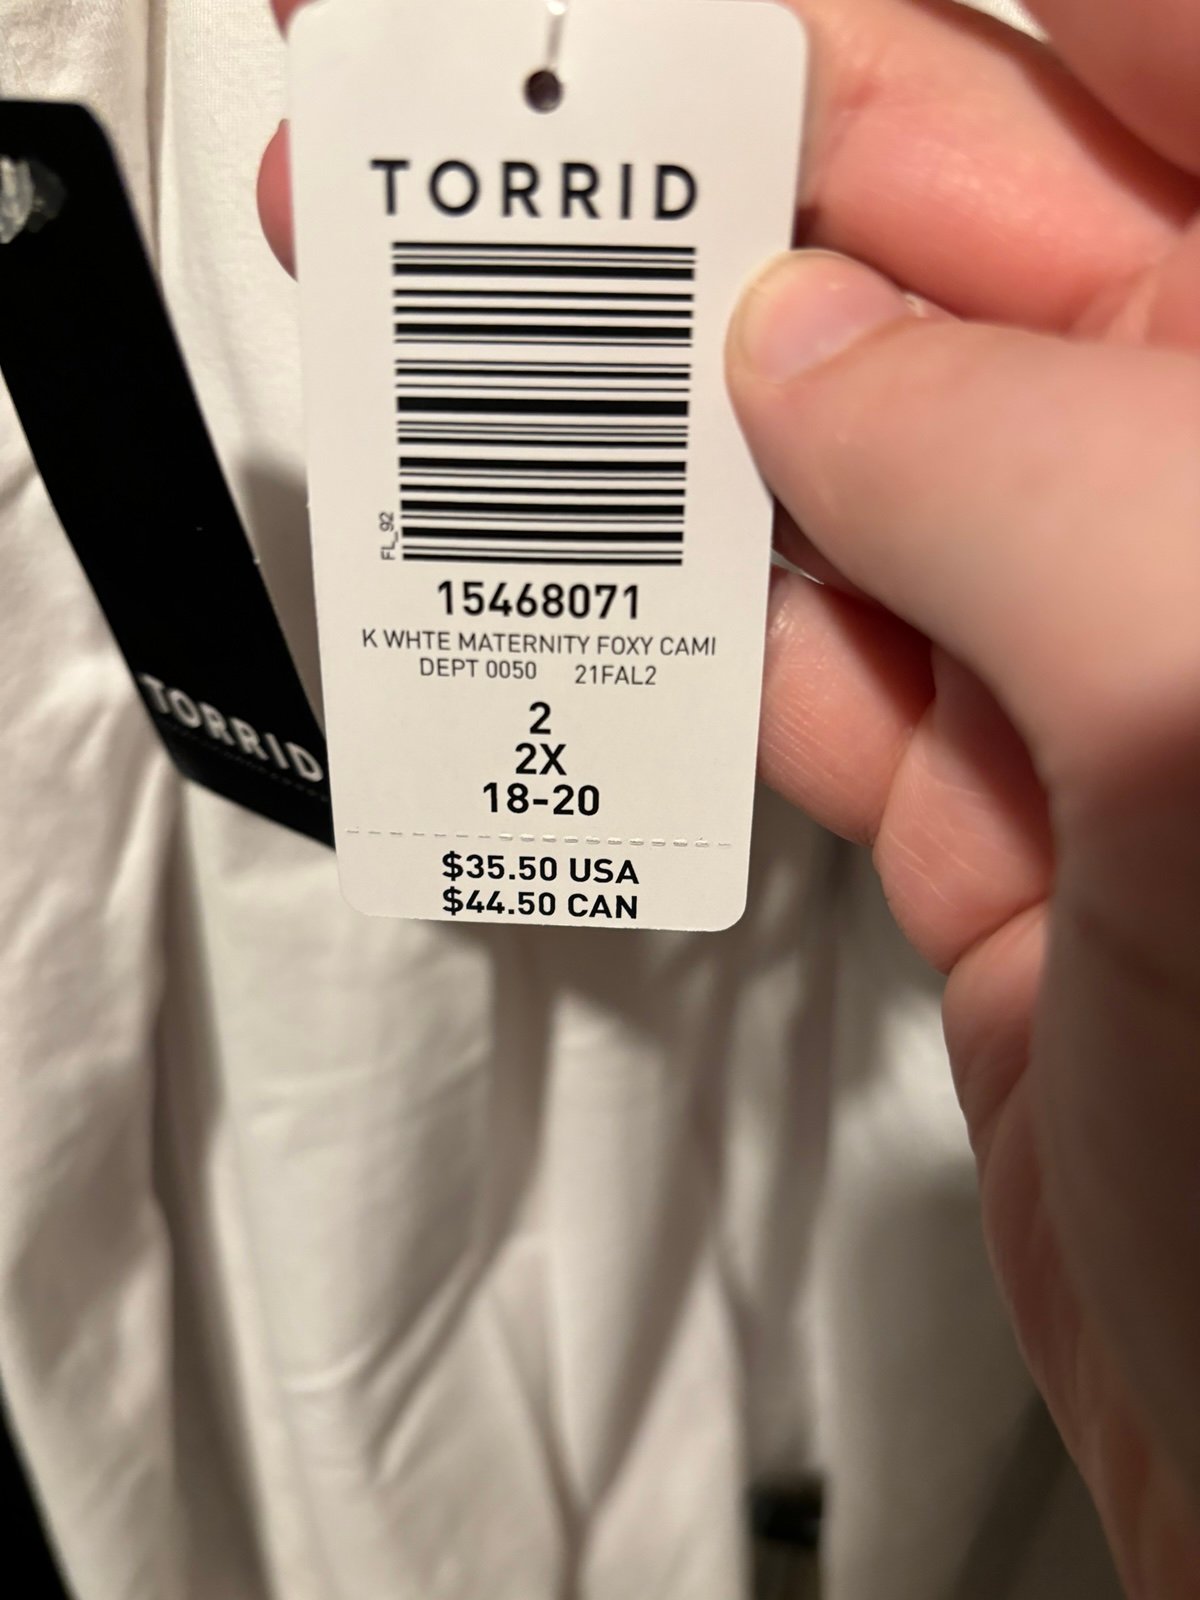 TORRID
FL_92
15468071
K WHTE MATERNITY FOXY CAMI
DEPT 0050 21FAL2
2
2X
18-20
$35.50 USA
$44.50 CAN
TORRID